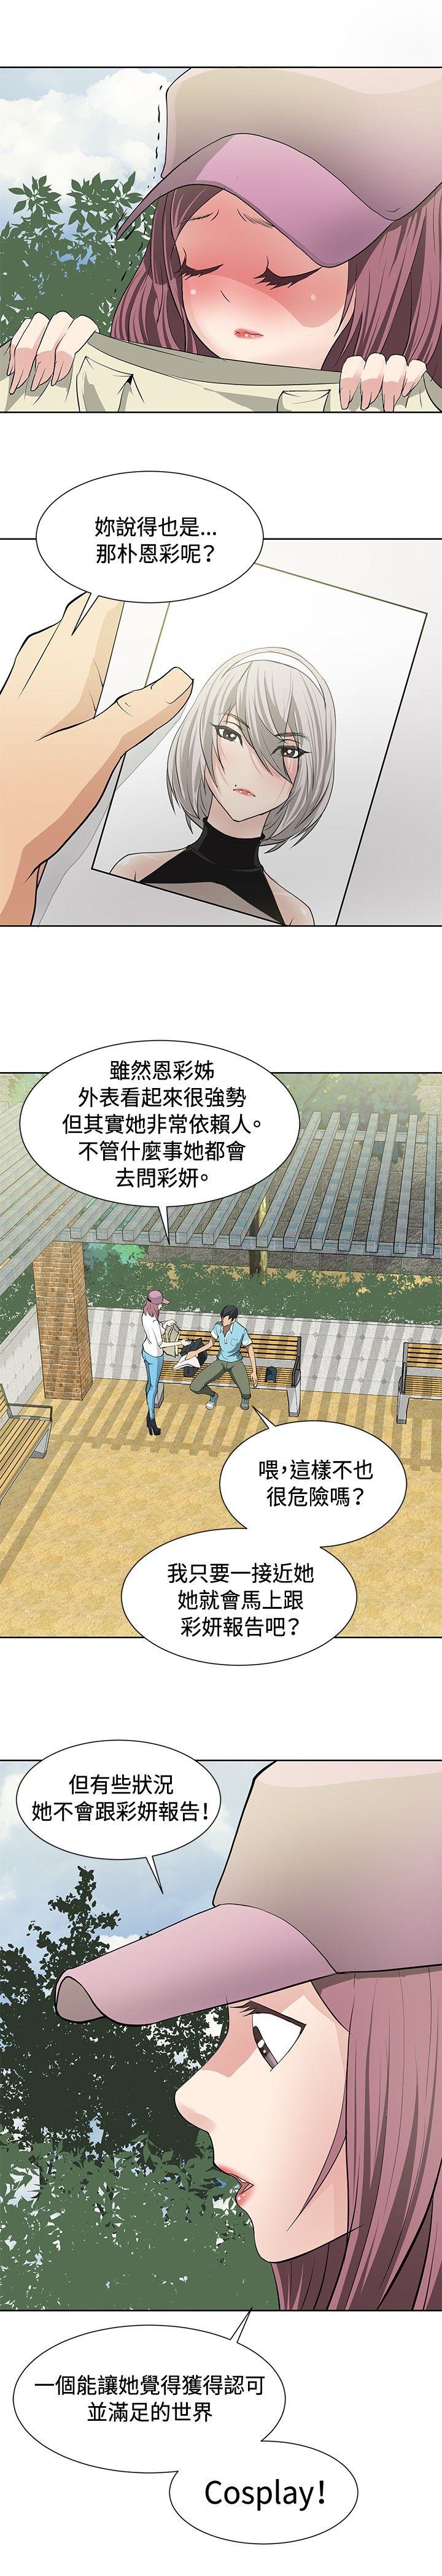 妳說得也是...
那朴恩彩呢？
雖然恩彩姊
外表看起來很強勢
但其實她非常依賴人。
不管什麼事她都會
去問彩妍。
喂，這樣不也
很危險嗎？
我只要一接近她
她就會馬上跟
彩妍報告吧？
但有些狀況
她不會跟彩妍報告！
一個能讓她覺得獲得認可
並滿足的世界
Cosplay！